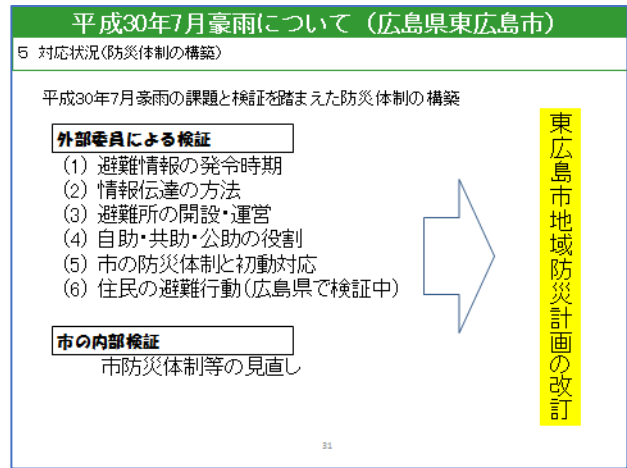 平成30年7月豪雨について（広島県東広島市）
５ 対応状況(防災体制の構築)
平成30年7月豪雨の課題と検証を踏まえた防災体制の構築
外部委員による検証
(1) 避難情報の発令時期
(2) 情報伝達の方法
(3) 避難所の開設・運営
(4) 自助・共助・公助の役割
(5) 市の防災体制と初動対応
(6) 住民の避難行動(広島県で検証中)
市の内部検証
市防災体制等の見直し
東広島市地域防災計画の改訂
31